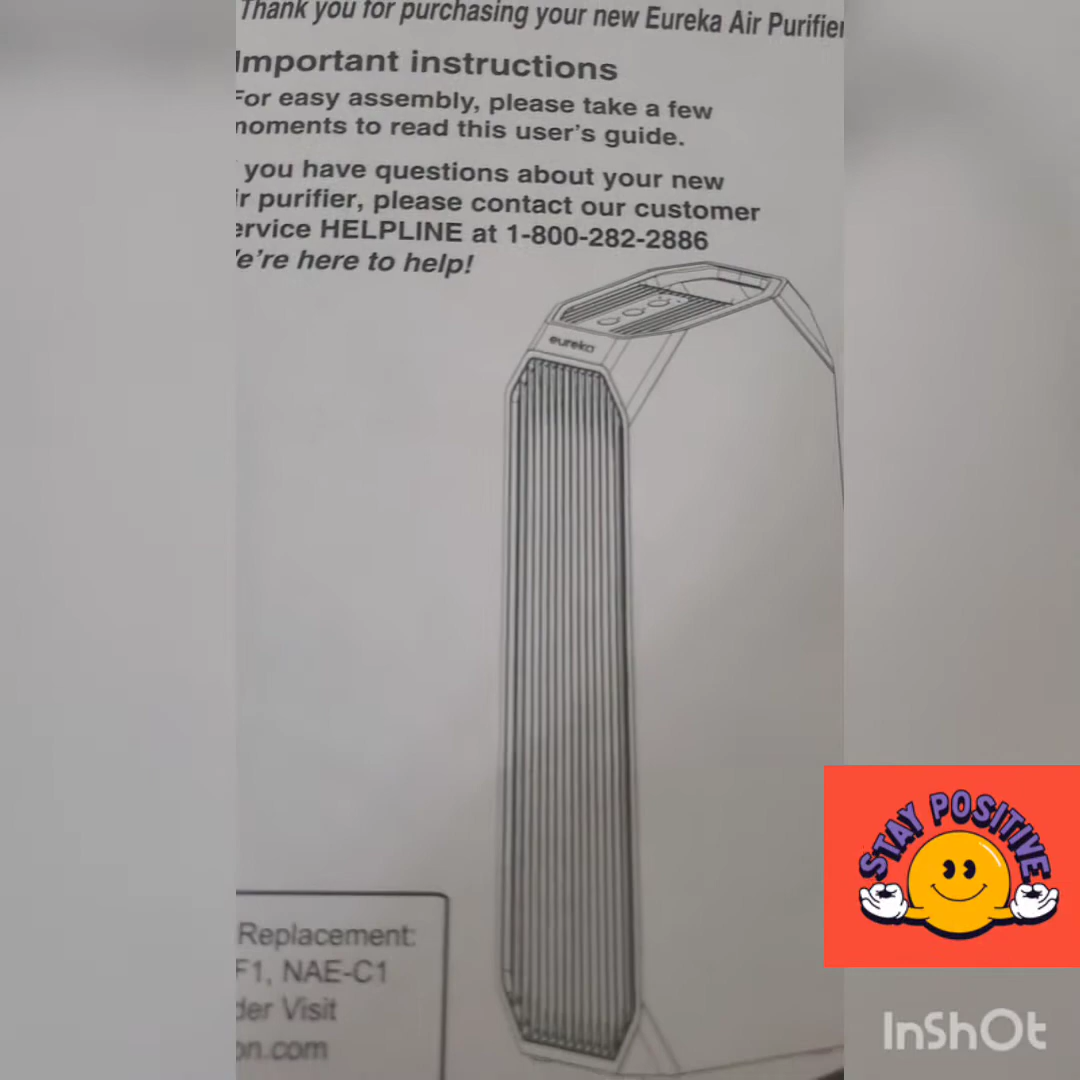 Thank you for purchasing your new Eureka Air Purifier
Important instructions
For easy assembly, please take a few
moments to read this user's guide.
you have questions about your new
ir purifier, please contact our customer
ervice HELPLINE at 1-800-282-2886
e're here to help!
eureka
Replacement:
F1, NAE-C1
der Visit
on.com
STAY POSITIVE
InShOt